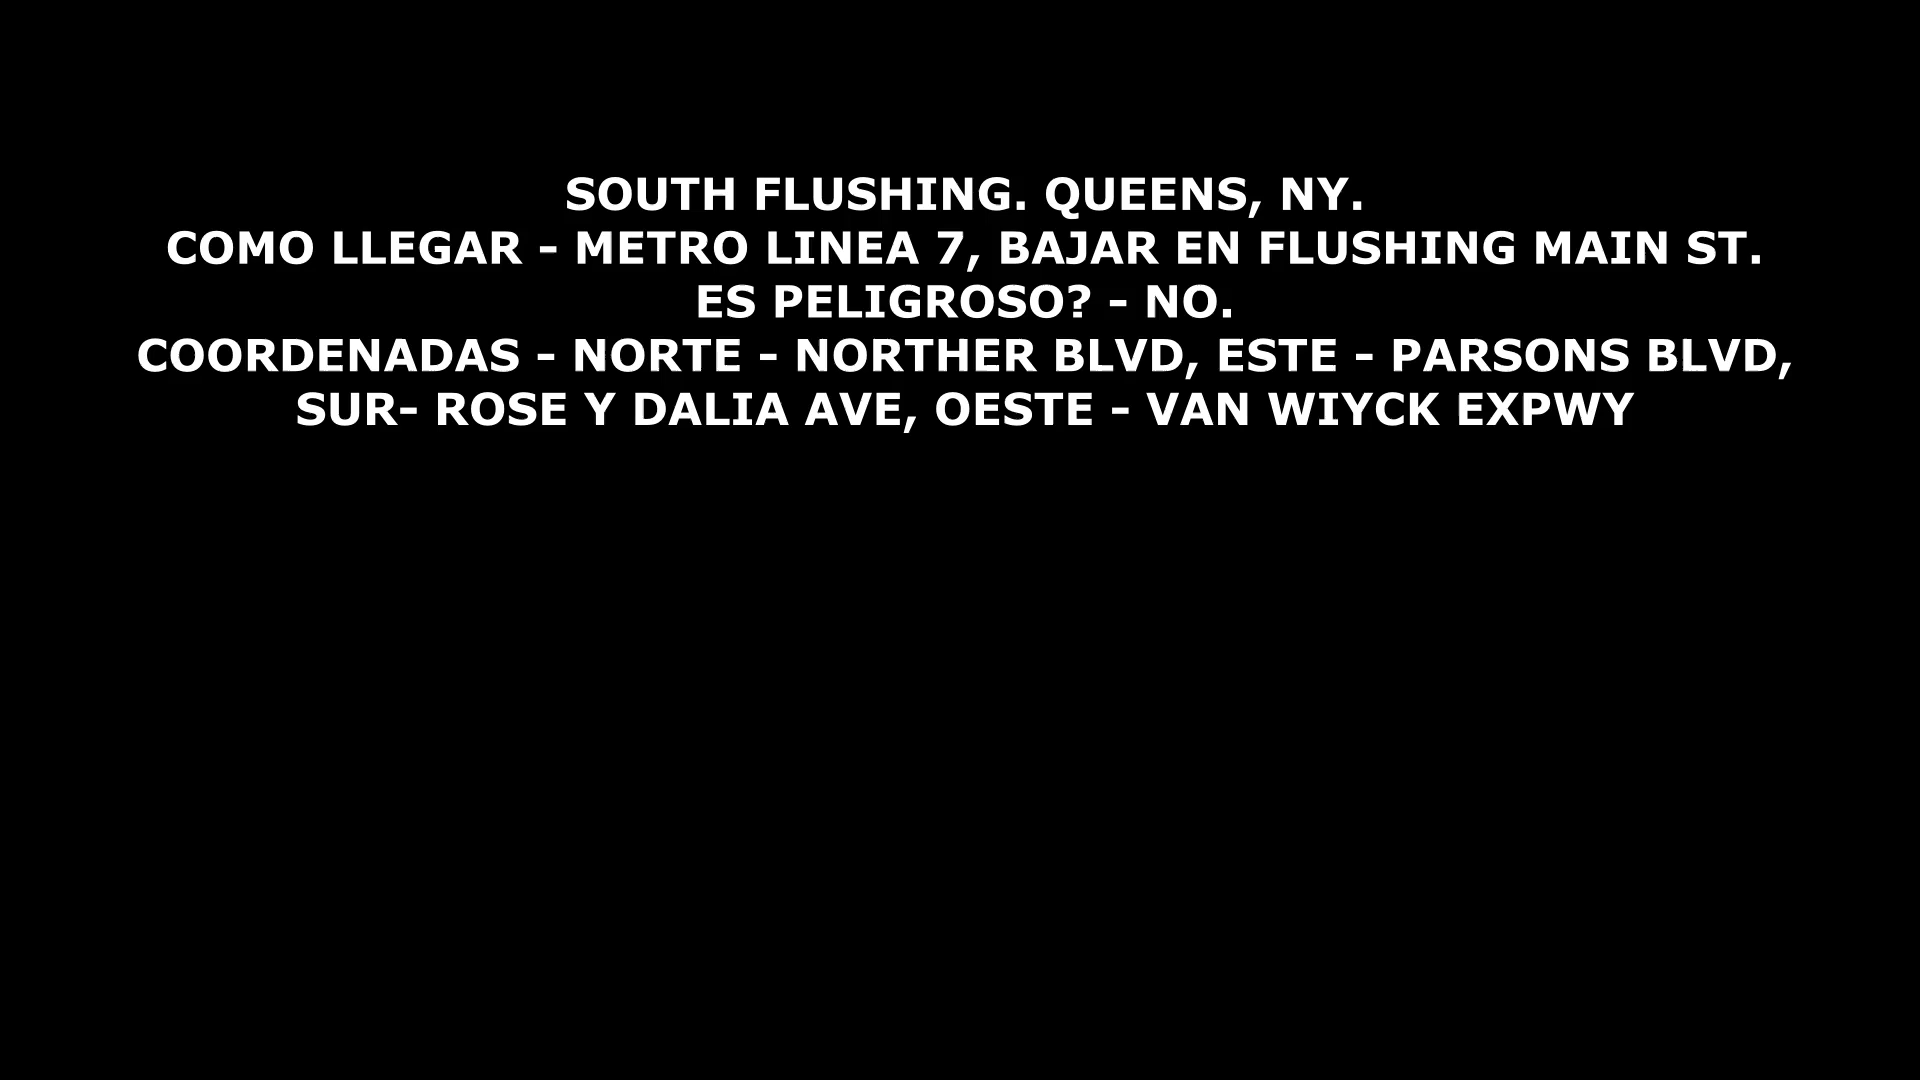 SOUTH FLUSHING. QUEENS, NY.
COMO LLEGAR - METRO LINEA 7, BAJAR EN FLUSHING MAIN ST.
ES PELIGROSO? - NO.
COORDENADAS - NORTE - NORTHER BLVD, ESTE - PARSONS BLVD,
SUR- ROSE Y DALIA AVE, OESTE - VAN WIYCK EXPWY